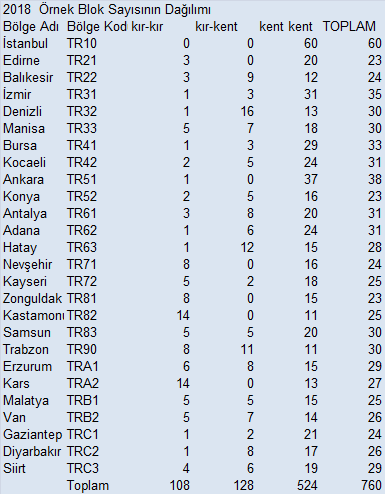 2018 Örnek Blok Sayısının Dağılımı
Bölge Adı Bölge Kod kır-kır kır-kent kent kent TOPLAM
İstanbul TR10 0 0 60 60
Edirne TR21 3 0 20 23
Balıkesir TR22 3 9 12 24
İzmir TR31 1 3 31 35
Denizli TR32 1 16 13 30
Manisa TR33 5 7 18 30
Bursa TR41 1 3 29 33
Kocaeli TR42 2 5 24 31
Ankara TR51 1 0 37 38
Konya TR52 2 5 16 23
Antalya TR61 3 8 20 31
Adana TR62 1 6 24 31
Hatay TR63 1 12 15 28
Nevşehir TR71 8 0 16 24
Kayseri TR72 5 2 18 25
Zonguldak TR81 8 0 15 23
Kastamonu TR82 14 0 11 25
Samsun TR83 5 5 20 30
Trabzon TR90 8 11 11 30
Erzurum TRA1 6 8 15 29
Kars TRA2 14 0 13 27
Malatya TRB1 5 5 15 25
Van TRB2 5 7 14 26
Gaziantep TRC1 1 2 21 24
Diyarbakır TRC2 1 8 17 26
Siirt TRC3 4 6 19 29
Toplam 108 128 524 760